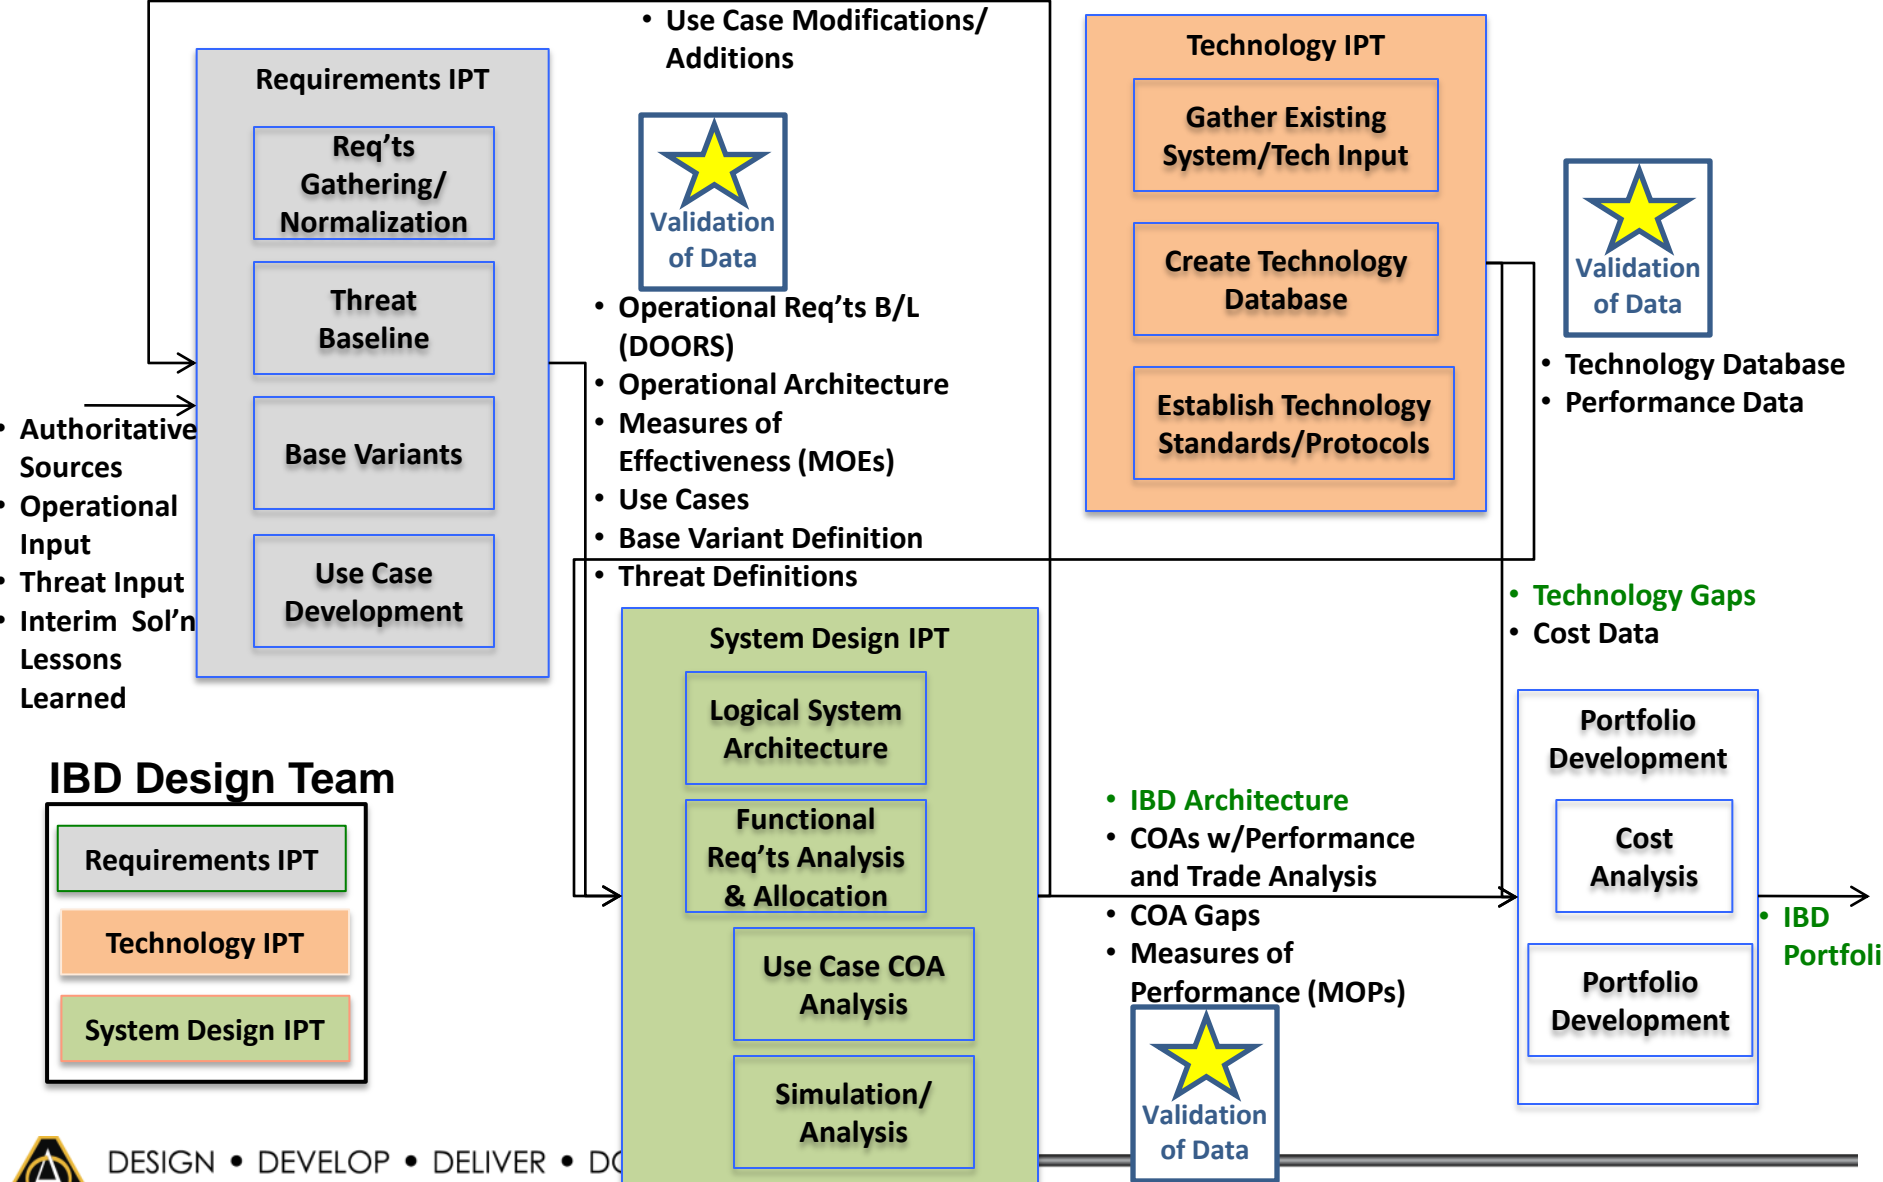 • Use Case Modifications/
Additions
Requirements IPT
Req’ts
Gathering/
Normalization
Threat
Baseline
Base Variants
Use Case
Development
• Authoritative
Sources
• Operational
Input
• Threat Input
• Interim Sol’n
Lessons
Learned
Validation
of Data
• Operational Req’ts B/L
(DOORS)
• Operational Architecture
• Measures of
Effectiveness (MOEs)
• Use Cases
• Base Variant Definition
• Threat Definitions
Technology IPT
Gather Existing
System/Tech Input
Create Technology
Database
Establish Technology
Standards/Protocols
Validation
of Data
• Technology Database
• Performance Data
• Technology Gaps
• Cost Data
System Design IPT
Logical System
Architecture
Functional
Req’ts Analysis
& Allocation
Use Case COA
Analysis
Simulation/
Analysis
• IBD Architecture
• COAs w/Performance
and Trade Analysis
• COA Gaps
• Measures of
Performance (MOPs)
Validation
of Data
Portfolio
Development
Cost
Analysis
Portfolio
Development
• IBD
Portfoli
IBD Design Team
Requirements IPT
Technology IPT
System Design IPT
DESIGN • DEVELOP • DELIVER •